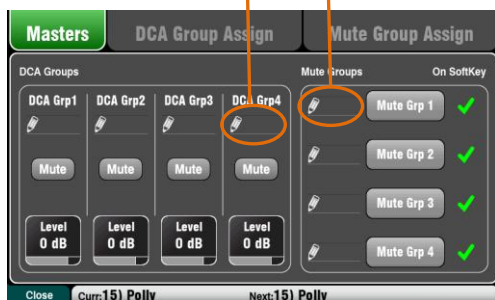 Masters DCA Group Assign Mute Group Assign
DCA Groups Mute Groups On SoftKey
DCA Grp1 DCA Grp2 DCA Grp3 DCA Grp4
Mute Grp 1
Mute Grp 2
Mute Mute Mute Mute
Mute Grp 3
Level Level Level Level
0 dB 0 dB 0 dB 0 dB
Mute Grp 4
Close Curr:15) Polly Next:15) Polly